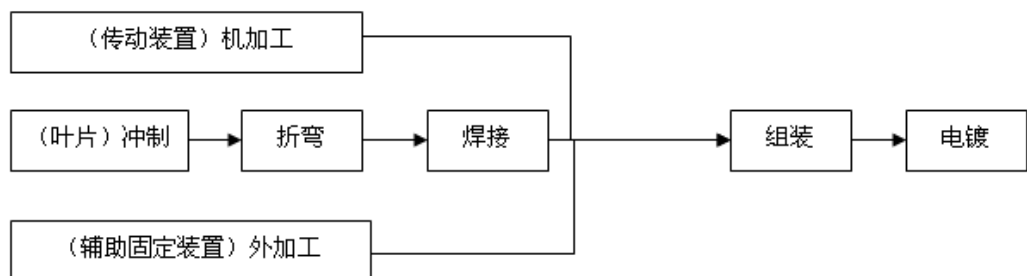 （传动装置）机加工
（叶片）冲制
折弯
焊接
组装
电镀
（辅助固定装置）外加工